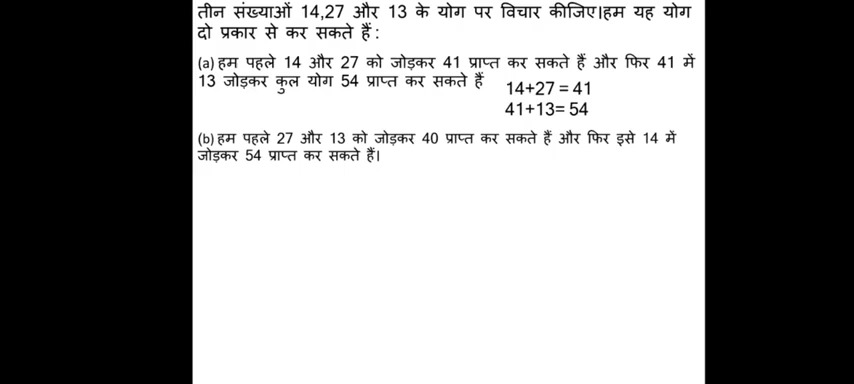 तीन संख्याओं 14,27 और 13 के योग पर विचार कीजिए।हम यह योग
दो प्रकार से कर सकते हैं :
(a) हम पहले 14 और 27 को जोड़कर 41 प्राप्त कर सकते हैं और फिर 41 में
13 जोड़कर कुल योग 54 प्राप्त कर सकते हैं
14+27 = 41
41+13= 54
(b) हम पहले 27 और 13 को जोड़कर 40 प्राप्त कर सकते हैं और फिर इसे 14 में
जोड़कर 54 प्राप्त कर सकते हैं।